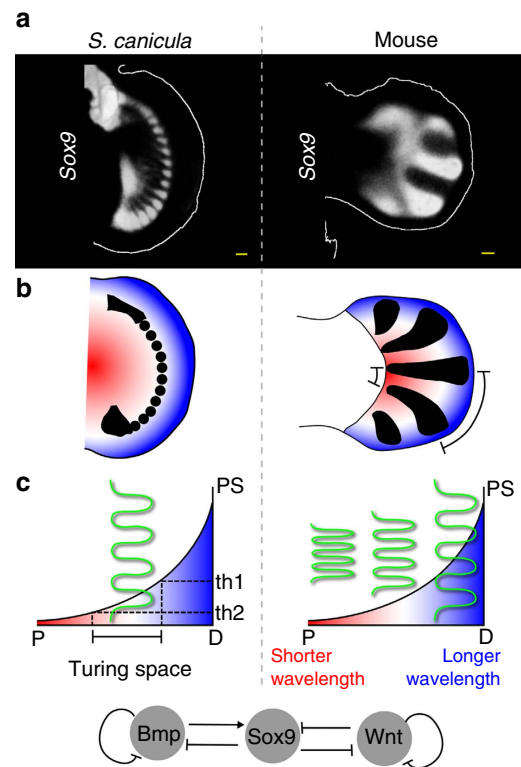 a
S. canicula
Mouse
Sox9
Sox9
b
c
PS
PS
th1
th2
P
D
P
D
Turing space
Shorter
wavelength
Longer
wavelength
Bmp
Sox9
Wnt